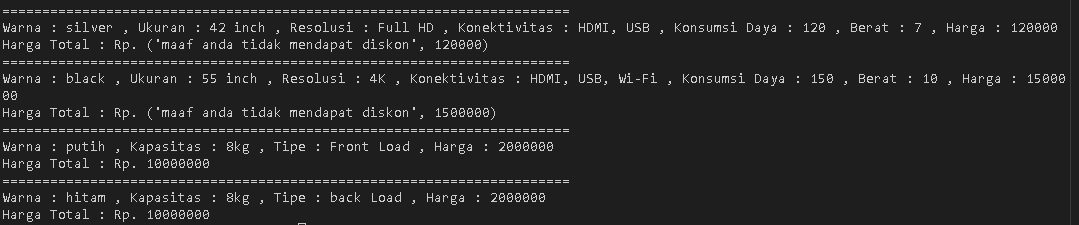 ======================================================================
Warna : silver , Ukuran : 42 inch , Resolusi : Full HD , Konektivitas : HDMI, USB , Konsumsi Daya : 120 , Berat : 7 , Harga : 120000
Harga Total : Rp. ('maaf anda tidak mendapat diskon', 120000)
======================================================================
Warna : black , Ukuran : 55 inch , Resolusi : 4K , Konektivitas : HDMI, USB, Wi-Fi , Konsumsi Daya : 150 , Berat : 10 , Harga : 15000
00
Harga Total : Rp. ('maaf anda tidak mendapat diskon', 1500000)
======================================================================
Warna : putih , Kapasitas : 8kg , Tipe : Front Load , Harga : 2000000
Harga Total : Rp. 10000000
======================================================================
Warna : hitam , Kapasitas : 8kg , Tipe : back Load , Harga : 2000000
Harga Total : Rp. 10000000